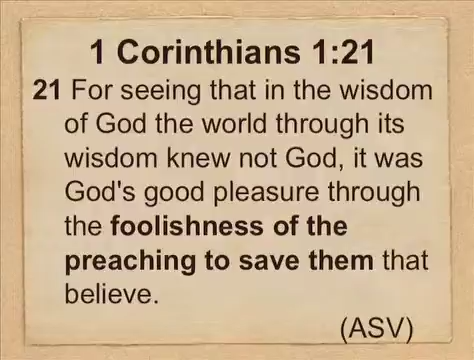 1 Corinthians 1:21
21 For seeing that in the wisdom
of God the world through its
wisdom knew not God, it was
God's good pleasure through
the foolishness of the
preaching to save them that
believe.
(ASV)